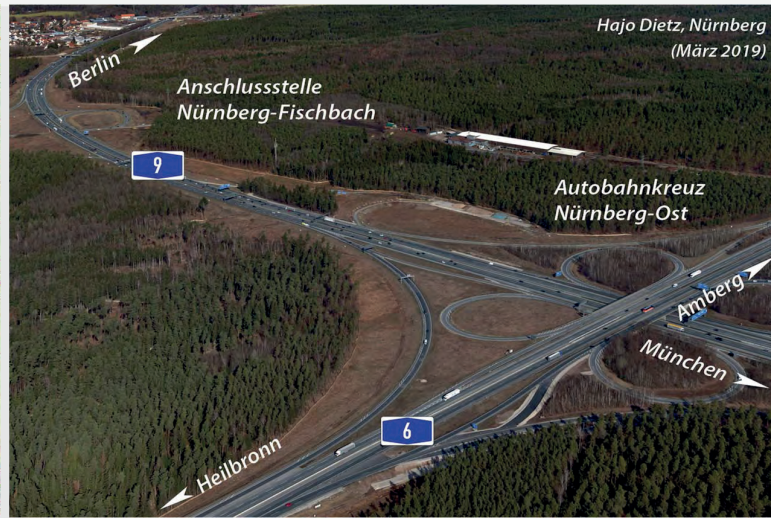 Hajo Dietz, Nürnberg
(März 2019)
Berlin
Anschlussstelle
Nürnberg-Fischbach
9
Autobahnkreuz
Nürnberg-Ost
Amberg
München
6
Heilbronn